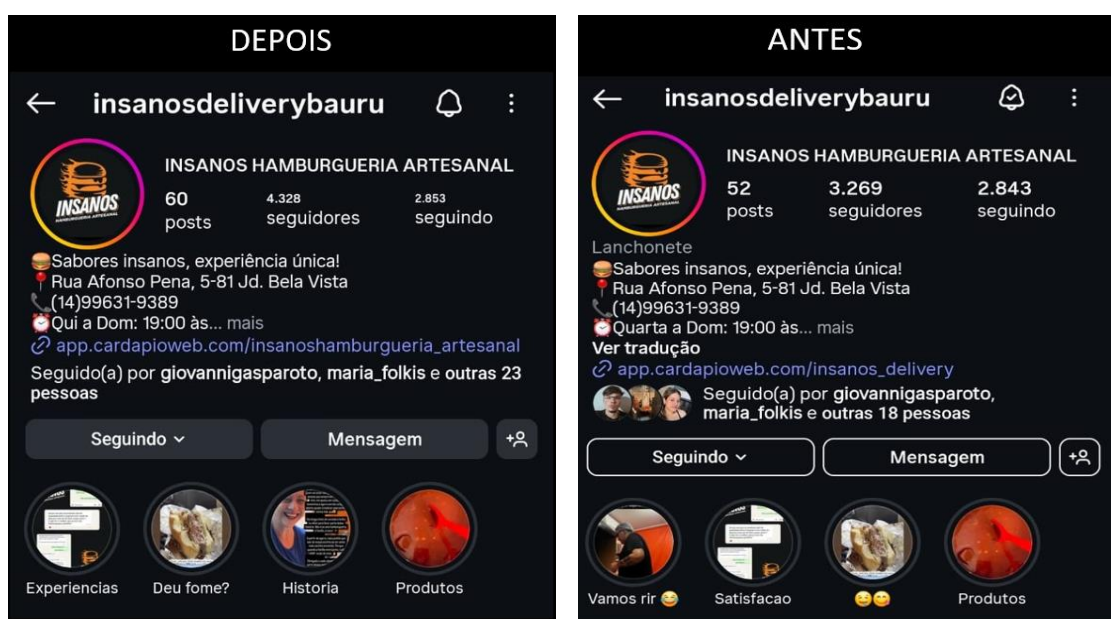 DEPOIS
insanosdeliverybauru
INSANOS
HAMBURGUERIA ARTESANAL
INSANOS HAMBURGUERIA ARTESANAL
60 4.328 2.853
posts seguidores seguindo
🍔Sabores insanos, experiência única!
📍Rua Afonso Pena, 5-81 Jd. Bela Vista
📞(14)99631-9389
⏰Qui a Dom: 19:00 às... mais
app.cardapioweb.com/insanoshamburgueria_artesanal
Seguido(a) por giovannigasparoto, maria_folkis e outras 23
pessoas
Seguindo Mensagem
Experiencias Deu fome? Historia Produtos
ANTES
insanosdeliverybauru
INSANOS
HAMBURGUERIA ARTESANAL
INSANOS HAMBURGUERIA ARTESANAL
52 3.269 2.843
posts seguidores seguindo
Lanchonete
🍔Sabores insanos, experiência única!
📍Rua Afonso Pena, 5-81 Jd. Bela Vista
📞(14)99631-9389
⏰Quarta a Dom: 19:00 às... mais
Ver tradução
app.cardapioweb.com/insanos_delivery
Seguido(a) por giovannigasparoto,
maria_folkis e outras 18 pessoas
Seguindo Mensagem
Vamos rir 😂 Satisfacao 😊😋 Produtos